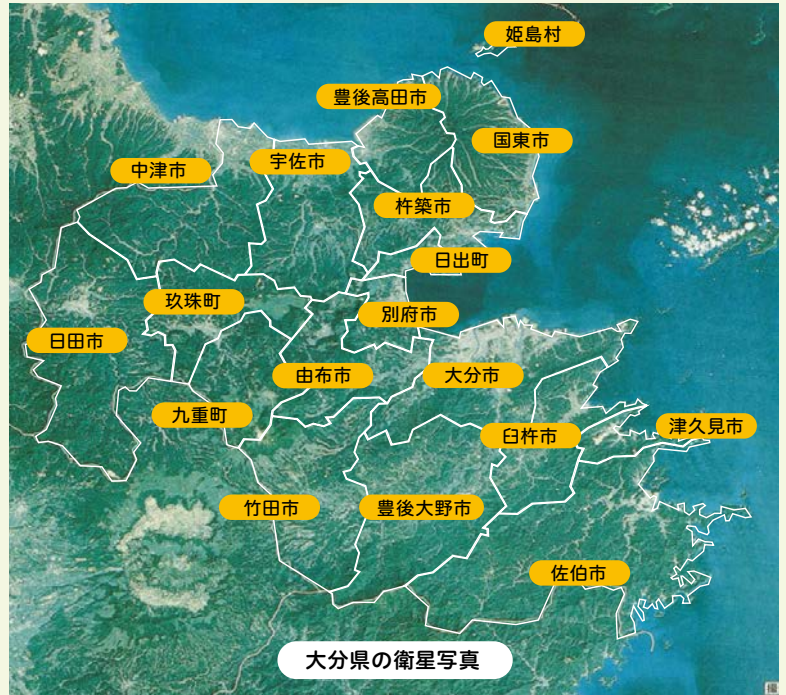 姫島村
豊後高田市
国東市
中津市
宇佐市
杵築市
日出町
玖珠町
別府市
日田市
由布市
大分市
九重町
臼杵市
津久見市
竹田市
豊後大野市
佐伯市
大分県の衛星写真